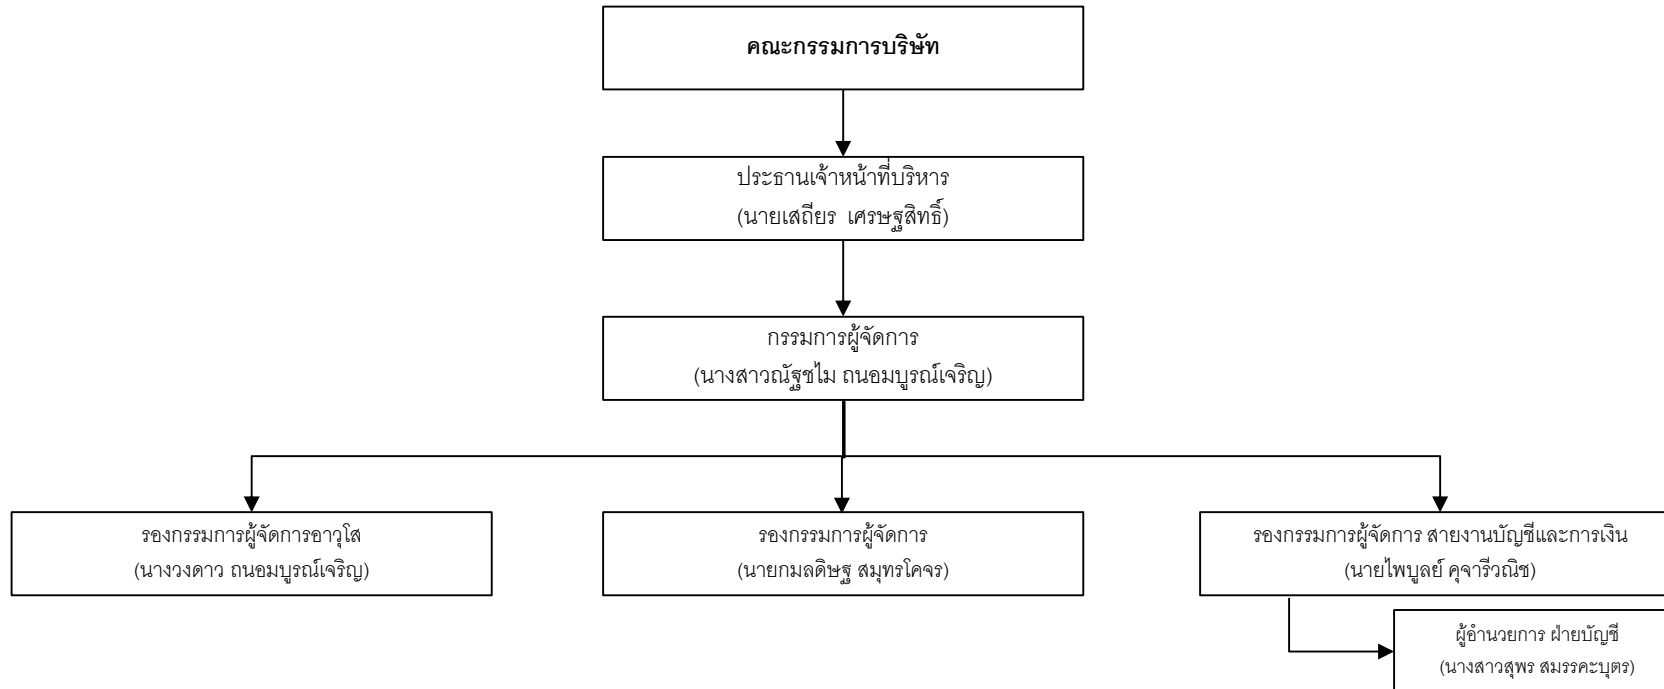 คณะกรรมการบริษัท
ประธานเจ้าหน้าที่บริหาร
(นายเสถียร เศรษฐสิทธิ์)
กรรมการผู้จัดการ
(นางสาวณัฐชไม ถนอมบูรณ์เจริญ)
รองกรรมการผู้จัดการอาวุโส
(นางวงดาว ถนอมบูรณ์เจริญ)
รองกรรมการผู้จัดการ
(นายกมลดิษฐ สมุทรโคจร)
รองกรรมการผู้จัดการ สายงานบัญชีและการเงิน
(นายไพบูลย์ คุจารีวณิช)
ผู้อำนวยการ ฝ่ายบัญชี
(นางสาวสุพร สมรรคะบุตร)